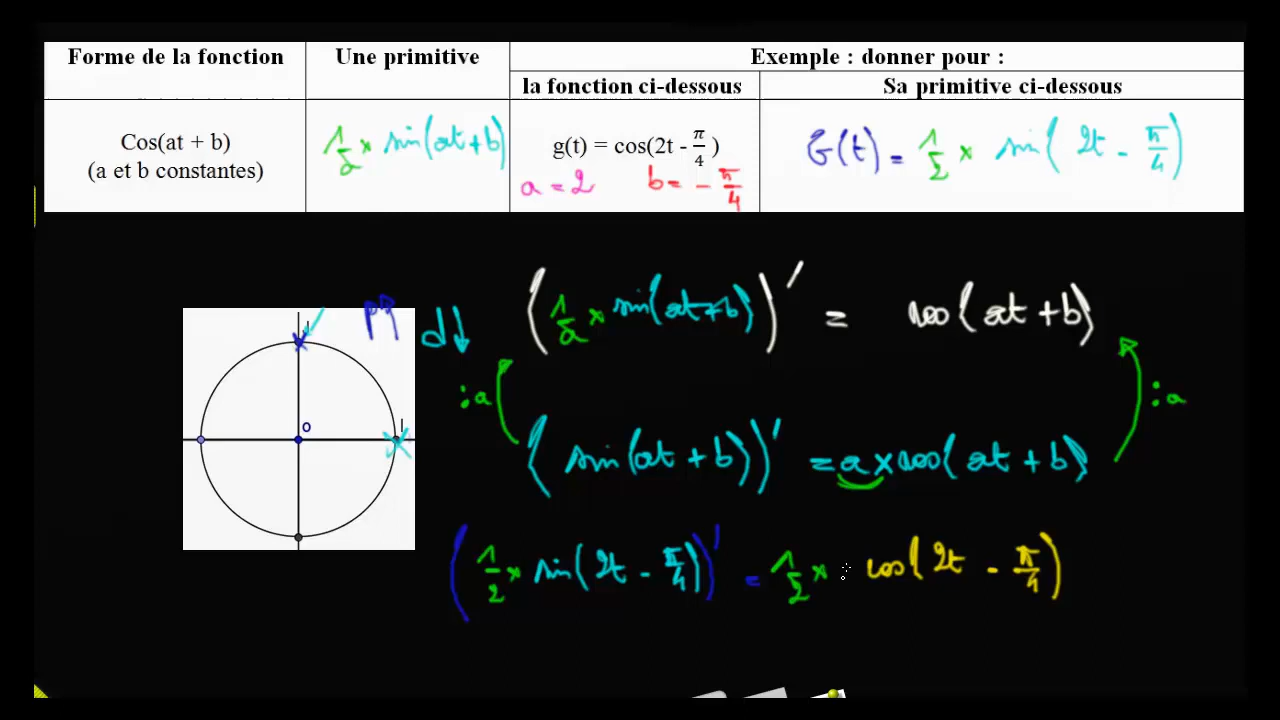 Forme de la fonction
Une primitive
Exemple : donner pour :
la fonction ci-dessous
Sa primitive ci-dessous
Cos(at + b)
(a et b constantes)
1/a × sin(at+b)
g(t) = cos(2t - π/4)
a = 2 b = - π/4
G(t) = 1/2 × sin(2t - π/4)
P↑ d↓
(1/a × sin(at+b))' = cos(at+b)
:a :a
(sin(at+b))' = a×cos(at+b)
(1/2 × sin(2t - π/4))' = 1/2 × cos(2t - π/4)
O